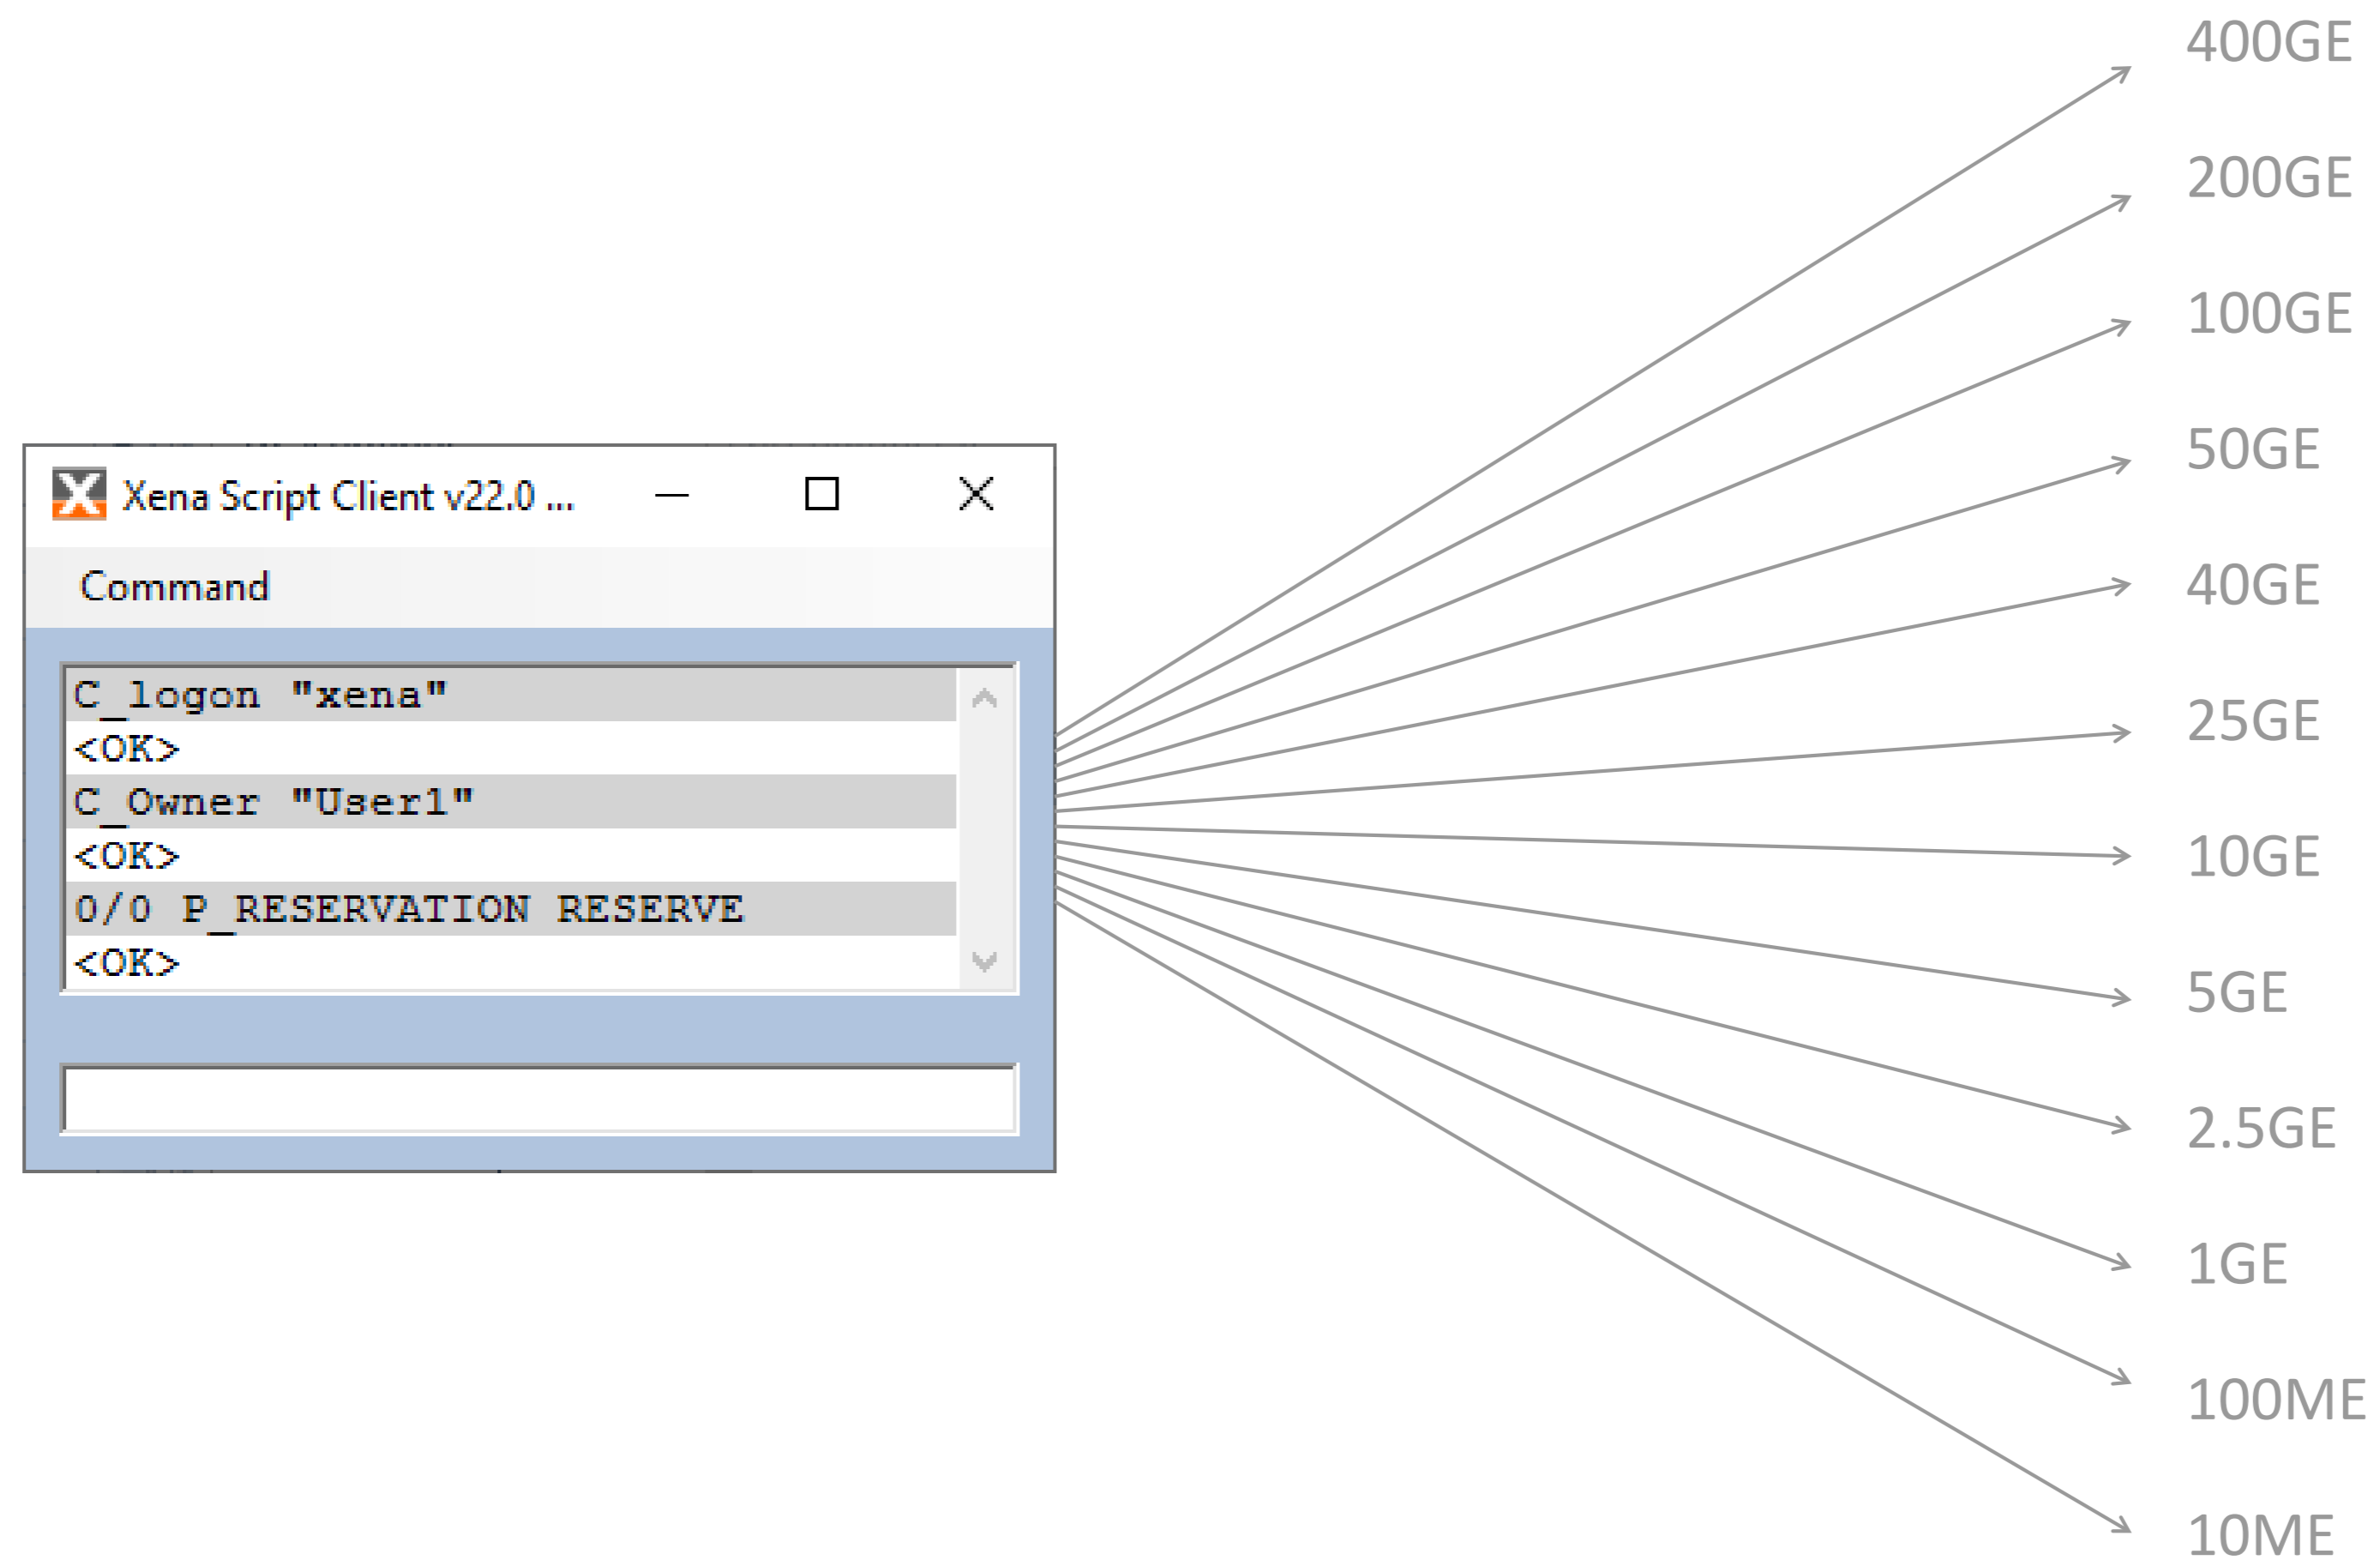 Xena Script Client v22.0 ...
Command
C_logon "xena"
<OK>
C_Owner "User1"
<OK>
0/0 P_RESERVATION RESERVE
<OK>
400GE
200GE
100GE
50GE
40GE
25GE
10GE
5GE
2.5GE
1GE
100ME
10ME